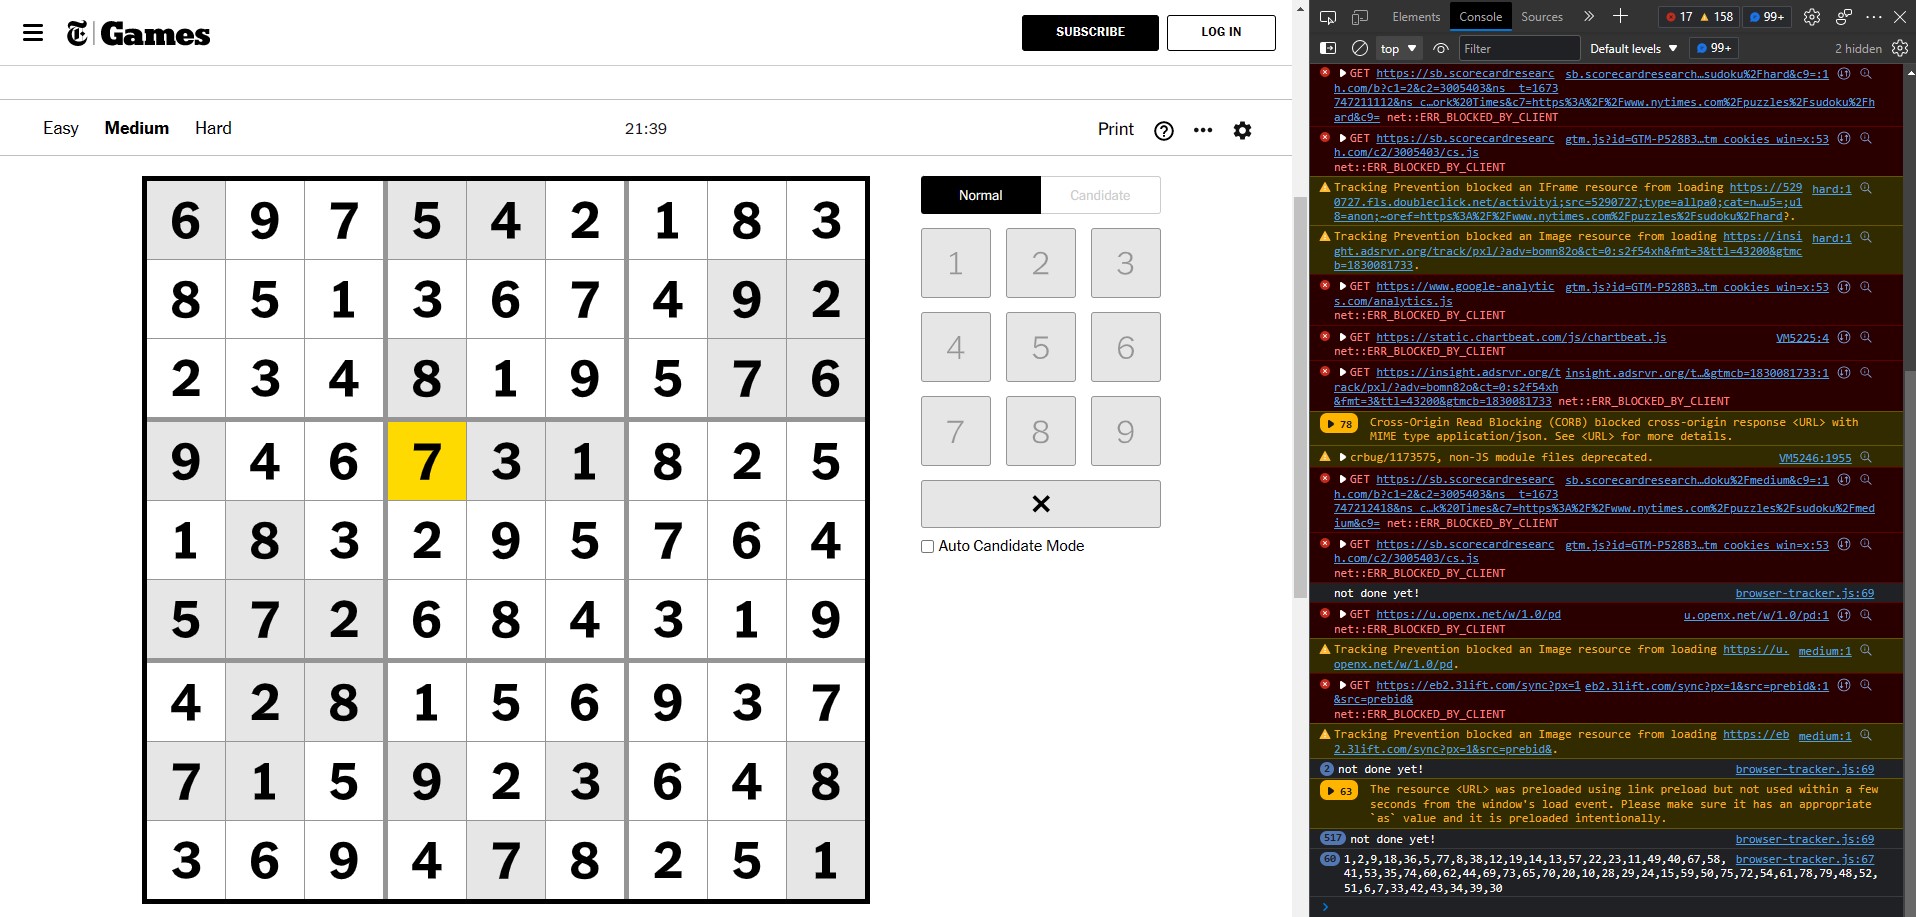 Games
SUBSCRIBE
LOG IN
Easy Medium Hard
21:39
Print
6 9 7 5 4 2 1 8 3
8 5 1 3 6 7 4 9 2
2 3 4 8 1 9 5 7 6
9 4 6 7 3 1 8 2 5
1 8 3 2 9 5 7 6 4
5 7 2 6 8 4 3 1 9
4 2 8 1 5 6 9 3 7
7 1 5 9 2 3 6 4 8
3 6 9 4 7 8 2 5 1
Normal Candidate
1 2 3
4 5 6
7 8 9
Auto Candidate Mode
Elements Console Sources 17 158 99+
top Filter Default levels 99+ 2 hidden
GET https://sb.scorecardresearc sb.scorecardresearch…sudoku%2Fhard&c9=:1
h.com/b?c1=2&c2=3005403&ns__t=1673
747211112&ns_c…ork%20Times&c7=https%3A%2F%2Fwww.nytimes.com%2Fpuzzles%2Fsudoku%2Fh
ard&c9= net::ERR_BLOCKED_BY_CLIENT
GET https://sb.scorecardresearc gtm.js?id=GTM-P528B3…tm_cookies_win=x:53
h.com/c2/3005403/cs.js
net::ERR_BLOCKED_BY_CLIENT
Tracking Prevention blocked an IFrame resource from loading https://529 hard:1
0727.fls.doubleclick.net/activityi;src=5290727;type=allpa0;cat=n…u5=;u1
8=anon;~oref=https%3A%2F%2Fwww.nytimes.com%2Fpuzzles%2Fsudoku%2Fhard?.
Tracking Prevention blocked an Image resource from loading https://insi hard:1
ght.adsrvr.org/track/pxl/?adv=bomn82o&ct=0:s2f54xh&fmt=3&ttl=43200&gtmc
b=1830081733.
GET https://www.google-analytic gtm.js?id=GTM-P528B3…tm_cookies_win=x:53
s.com/analytics.js
net::ERR_BLOCKED_BY_CLIENT
GET https://static.chartbeat.com/js/chartbeat.js VM5225:4
net::ERR_BLOCKED_BY_CLIENT
GET https://insight.adsrvr.org/t insight.adsrvr.org/t…&gtmcb=1830081733:1
rack/pxl/?adv=bomn82o&ct=0:s2f54xh
&fmt=3&ttl=43200&gtmcb=1830081733 net::ERR_BLOCKED_BY_CLIENT
78 Cross-Origin Read Blocking (CORB) blocked cross-origin response <URL> with
MIME type application/json. See <URL> for more details.
crbug/1173575, non-JS module files deprecated. VM5246:1955
GET https://sb.scorecardresearc sb.scorecardresearch…doku%2Fmedium&c9=:1
h.com/b?c1=2&c2=3005403&ns__t=1673
747212418&ns_c…k%20Times&c7=https%3A%2F%2Fwww.nytimes.com%2Fpuzzles%2Fsudoku%2Fmed
ium&c9= net::ERR_BLOCKED_BY_CLIENT
GET https://sb.scorecardresearc gtm.js?id=GTM-P528B3…tm_cookies_win=x:53
h.com/c2/3005403/cs.js
net::ERR_BLOCKED_BY_CLIENT
not done yet! browser-tracker.js:69
GET https://u.openx.net/w/1.0/pd u.openx.net/w/1.0/pd:1
net::ERR_BLOCKED_BY_CLIENT
Tracking Prevention blocked an Image resource from loading https://u. medium:1
openx.net/w/1.0/pd.
GET https://eb2.3lift.com/sync?px=1 eb2.3lift.com/sync?px=1&src=prebid&:1
&src=prebid&
net::ERR_BLOCKED_BY_CLIENT
Tracking Prevention blocked an Image resource from loading https://eb medium:1
2.3lift.com/sync?px=1&src=prebid&.
2 not done yet! browser-tracker.js:69
63 The resource <URL> was preloaded using link preload but not used within a few
seconds from the window's load event. Please make sure it has an appropriate
`as` value and it is preloaded intentionally.
517 not done yet! browser-tracker.js:69
60 1,2,9,18,36,5,77,8,38,12,19,14,13,57,22,23,11,49,40,67,58, browser-tracker.js:67
41,53,35,74,60,62,44,69,73,65,70,20,10,28,29,24,15,59,50,75,72,54,61,78,79,48,52,
51,6,7,33,42,43,34,39,30